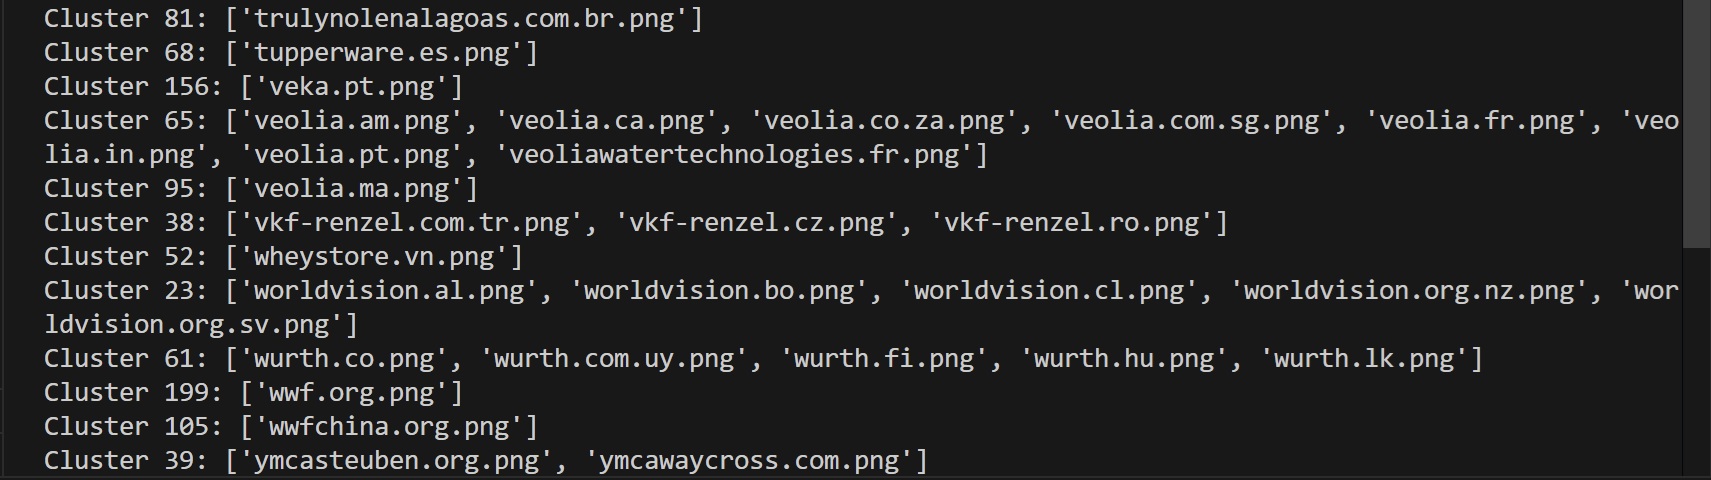 Cluster 81: ['trulynolenalagoas.com.br.png']
Cluster 68: ['tupperware.es.png']
Cluster 156: ['veka.pt.png']
Cluster 65: ['veolia.am.png', 'veolia.ca.png', 'veolia.co.za.png', 'veolia.com.sg.png', 'veolia.fr.png', 'veo
lia.in.png', 'veolia.pt.png', 'veoliawatertechnologies.fr.png']
Cluster 95: ['veolia.ma.png']
Cluster 38: ['vkf-renzel.com.tr.png', 'vkf-renzel.cz.png', 'vkf-renzel.ro.png']
Cluster 52: ['wheystore.vn.png']
Cluster 23: ['worldvision.al.png', 'worldvision.bo.png', 'worldvision.cl.png', 'worldvision.org.nz.png', 'wor
ldvision.org.sv.png']
Cluster 61: ['wurth.co.png', 'wurth.com.uy.png', 'wurth.fi.png', 'wurth.hu.png', 'wurth.lk.png']
Cluster 199: ['wwf.org.png']
Cluster 105: ['wwfchina.org.png']
Cluster 39: ['ymcasteuben.org.png', 'ymcawaycross.com.png']